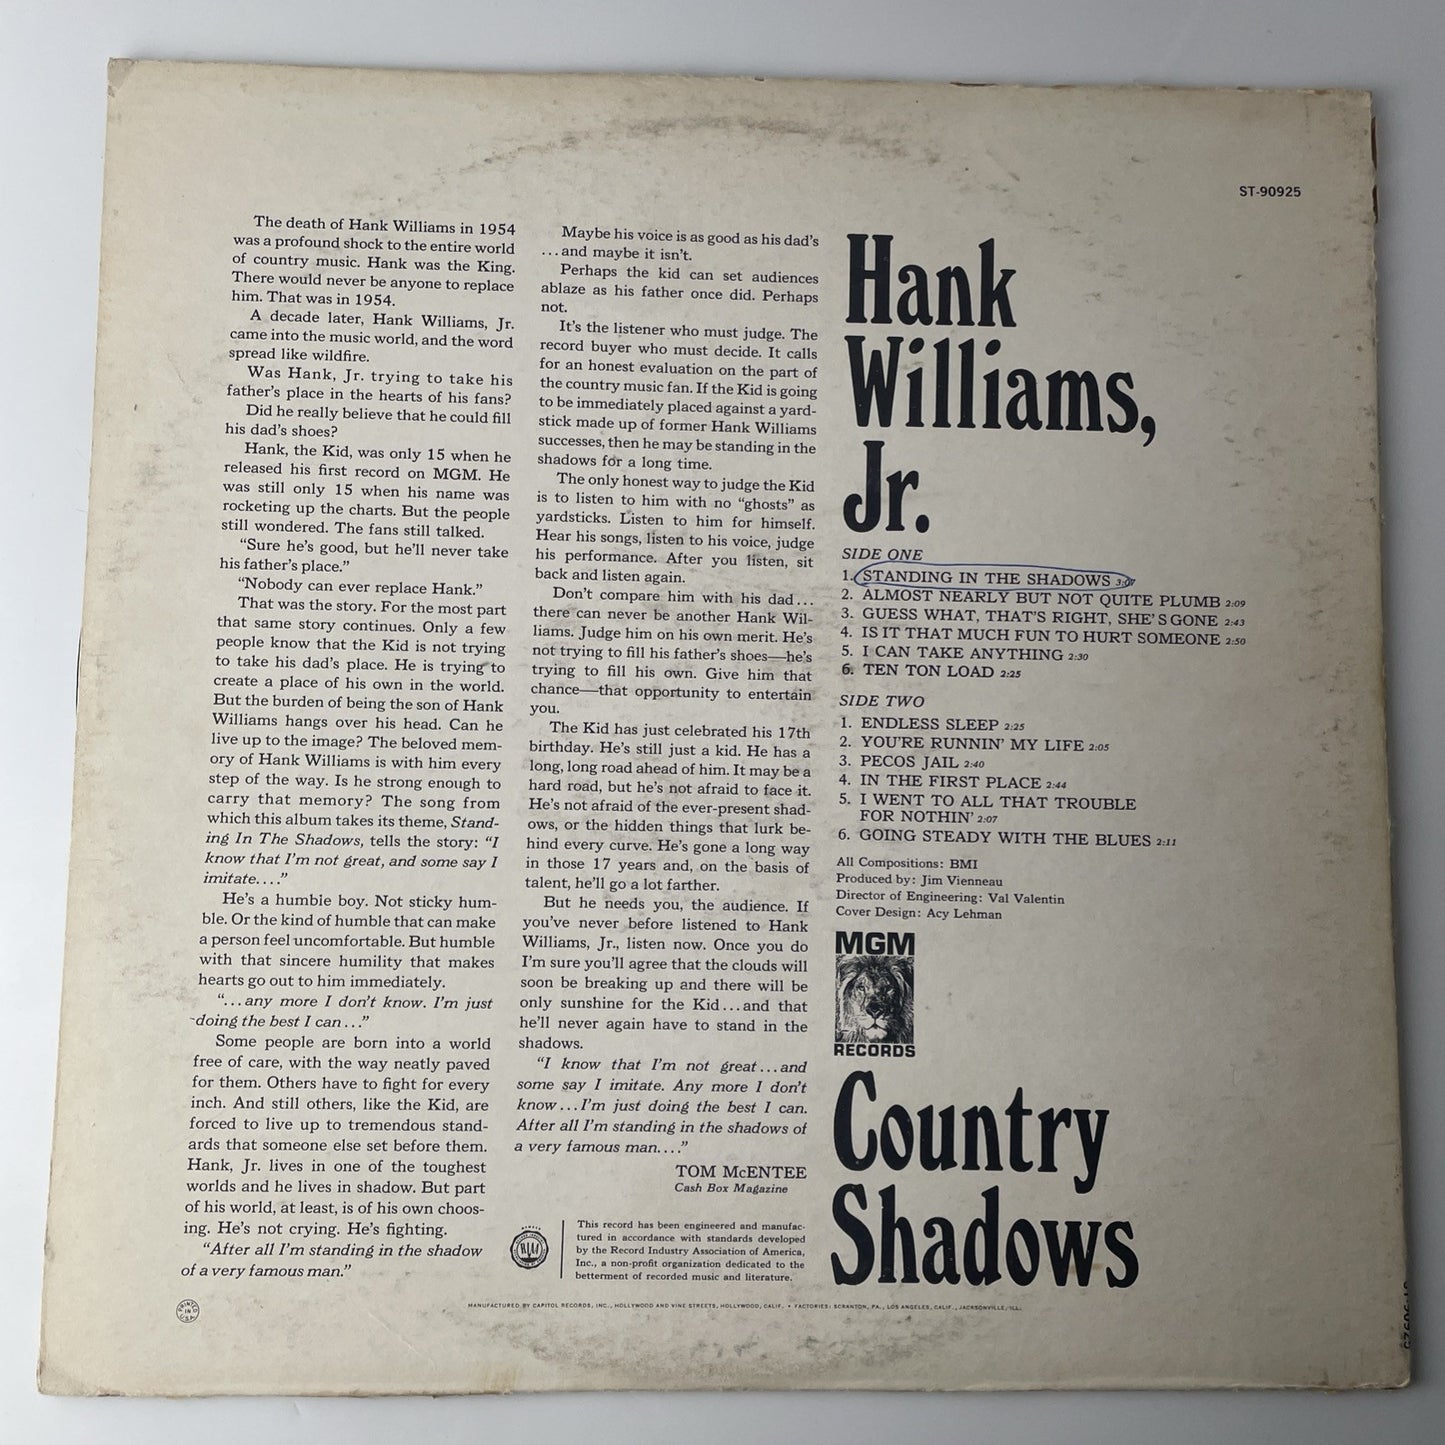 ST-90925
The death of Hank Williams in 1954
was a profound shock to the entire world
of country music. Hank was the King.
There would never be anyone to replace
him. That was in 1954.
A decade later, Hank Williams, Jr.
came into the music world, and the word
spread like wildfire.
Was Hank, Jr. trying to take his
father's place in the hearts of his fans?
Did he really believe that he could fill
his dad's shoes?
Hank, the Kid, was only 15 when he
released his first record on MGM. He
was still only 15 when his name was
rocketing up the charts. But the people
still wondered. The fans still talked.
"Sure he's good, but he'll never take
his father's place."
"Nobody can ever replace Hank."
That was the story. For the most part
that same story continues. Only a few
people know that the Kid is not trying
to take his dad's place. He is trying to
create a place of his own in the world.
But the burden of being the son of Hank
Williams hangs over his head. Can he
live up to the image? The beloved mem-
ory of Hank Williams is with him every
step of the way. Is he strong enough to
carry that memory? The song from
which this album takes its theme, Stand-
ing In The Shadows, tells the story: "I
know that I'm not great, and some say I
imitate...."
He's a humble boy. Not sticky hum-
ble. Or the kind of humble that can make
a person feel uncomfortable. But humble
with that sincere humility that makes
hearts go out to him immediately.
"...any more I don't know. I'm just
doing the best I can..."
Some people are born into a world
free of care, with the way neatly paved
for them. Others have to fight for every
inch. And still others, like the Kid, are
forced to live up to tremendous stand-
ards that someone else set before them.
Hank, Jr. lives in one of the toughest
worlds and he lives in shadow. But part
of his world, at least, is of his own choos-
ing. He's not crying. He's fighting.
"After all I'm standing in the shadow
of a very famous man."
PRINTED IN U.S.A.
Maybe his voice is as good as his dad's
...and maybe it isn't.
Perhaps the kid can set audiences
ablaze as his father once did. Perhaps
not.
It's the listener who must judge. The
record buyer who must decide. It calls
for an honest evaluation on the part of
the country music fan. If the Kid is going
to be immediately placed against a yard-
stick made up of former Hank Williams
successes, then he may be standing in the
shadows for a long time.
The only honest way to judge the Kid
is to listen to him with no "ghosts" as
yardsticks. Listen to him for himself.
Hear his songs, listen to his voice, judge
his performance. After you listen, sit
back and listen again.
Don't compare him with his dad...
there can never be another Hank Wil-
liams. Judge him on his own merit. He's
not trying to fill his father's shoes—he's
trying to fill his own. Give him that
chance—that opportunity to entertain
you.
The Kid has just celebrated his 17th
birthday. He's still just a kid. He has a
long, long road ahead of him. It may be a
hard road, but he's not afraid to face it.
He's not afraid of the ever-present shad-
ows, or the hidden things that lurk be-
hind every curve. He's gone a long way
in those 17 years and, on the basis of
talent, he'll go a lot farther.
But he needs you, the audience. If
you've never before listened to Hank
Williams, Jr., listen now. Once you do
I'm sure you'll agree that the clouds will
soon be breaking up and there will be
only sunshine for the Kid...and that
he'll never again have to stand in the
shadows.
"I know that I'm not great...and
some say I imitate. Any more I don't
know...I'm just doing the best I can.
After all I'm standing in the shadows of
a very famous man...."
TOM McENTEE
Cash Box Magazine
RIAA
This record has been engineered and manufac-
tured in accordance with standards developed
by the Record Industry Association of America,
Inc., a non-profit organization dedicated to the
betterment of recorded music and literature.
Hank
Williams,
Jr.
SIDE ONE
1. STANDING IN THE SHADOWS 3:07
2. ALMOST NEARLY BUT NOT QUITE PLUMB 2:09
3. GUESS WHAT, THAT'S RIGHT, SHE'S GONE 2:43
4. IS IT THAT MUCH FUN TO HURT SOMEONE 2:50
5. I CAN TAKE ANYTHING 2:30
6. TEN TON LOAD 2:25
SIDE TWO
1. ENDLESS SLEEP 2:25
2. YOU'RE RUNNIN' MY LIFE 2:05
3. PECOS JAIL 2:40
4. IN THE FIRST PLACE 2:44
5. I WENT TO ALL THAT TROUBLE
FOR NOTHIN' 2:07
6. GOING STEADY WITH THE BLUES 2:11
All Compositions: BMI
Produced by: Jim Vienneau
Director of Engineering: Val Valentin
Cover Design: Acy Lehman
MGM
RECORDS
Country
Shadows
MANUFACTURED BY CAPITOL RECORDS, INC., HOLLYWOOD AND VINE STREETS, HOLLYWOOD, CALIF. • FACTORIES: SCRANTON, PA., LOS ANGELES, CALIF., JACKSONVILLE, ILL.
ST-90925